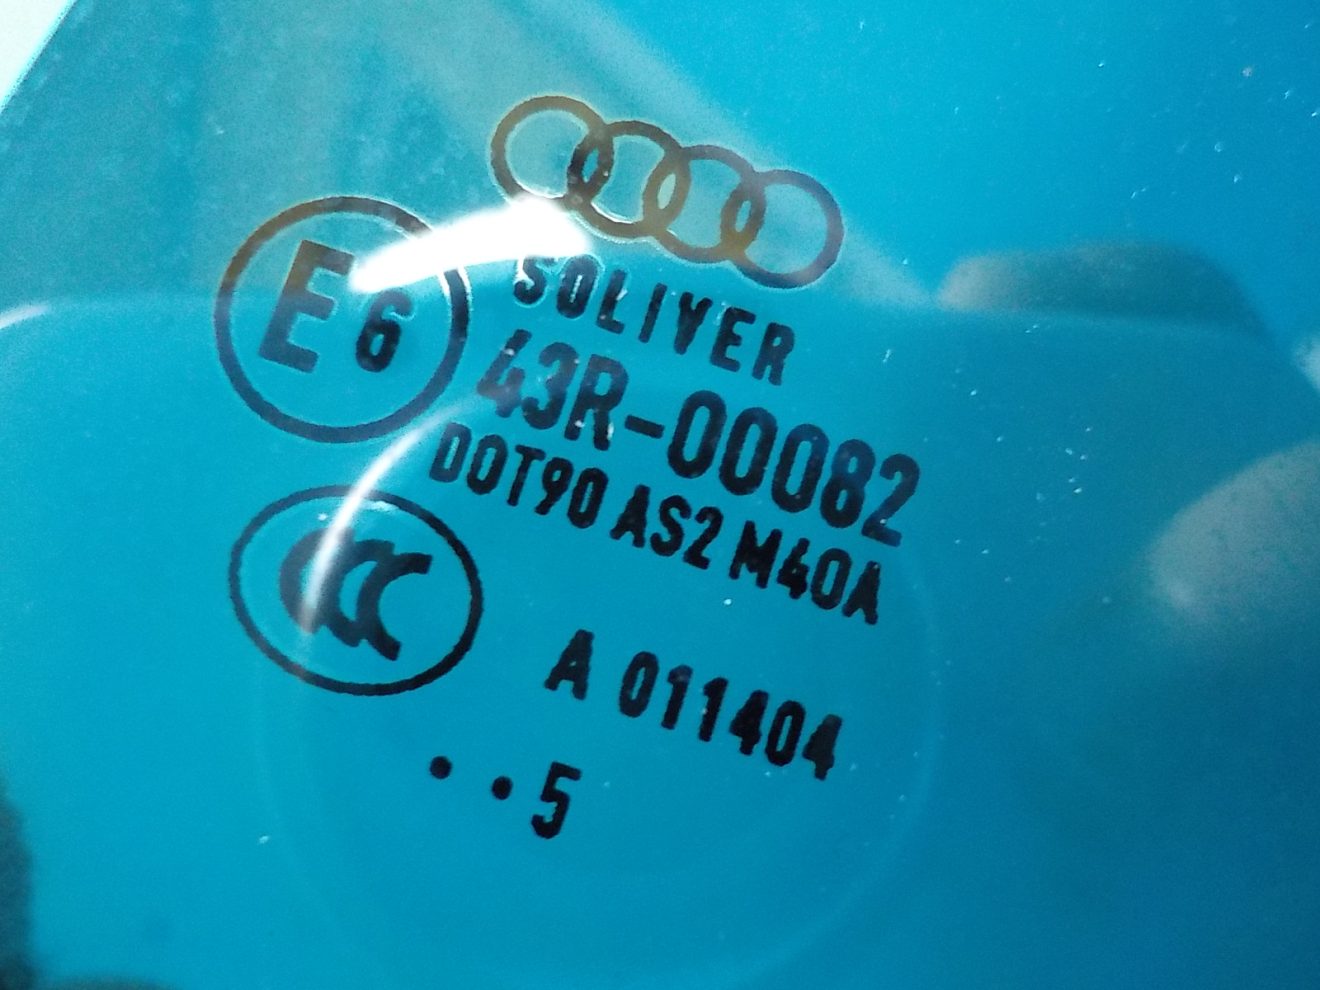 E6
SOLIVER
43R-00082
DOT90 AS2 M40A
CCC
A 011404
..5